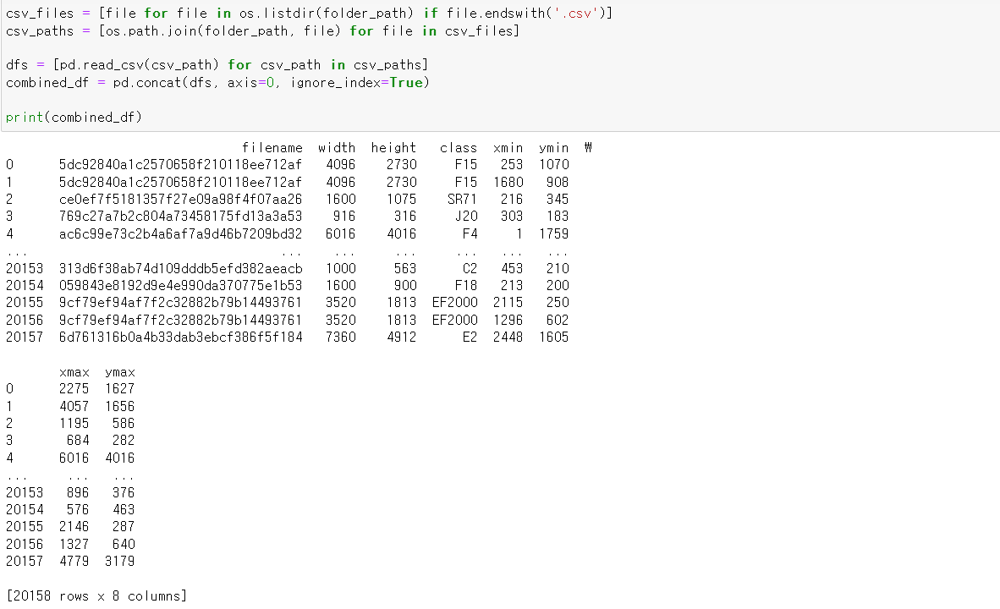 csv_files = [file for file in os.listdir(folder_path) if file.endswith('.csv')]
csv_paths = [os.path.join(folder_path, file) for file in csv_files]
dfs = [pd.read_csv(csv_path) for csv_path in csv_paths]
combined_df = pd.concat(dfs, axis=0, ignore_index=True)
print(combined_df)
filename width height class xmin ymin ₩
0 5dc92840a1c2570658f210118ee712af 4096 2730 F15 253 1070
1 5dc92840a1c2570658f210118ee712af 4096 2730 F15 1680 908
2 ce0ef7f5181357f27e09a98f4f07aa26 1600 1075 SR71 216 345
3 769c27a7b2c804a73458175fd13a3a53 916 316 J20 303 183
4 ac6c99e73c2b4a6af7a9d46b7209bd32 6016 4016 F4 1 1759
... ... ... ... ... ... ...
20153 313d6f38ab74d109dddb5efd382aeacb 1000 563 C2 453 210
20154 059843e8192d9e4e990da370775e1b53 1600 900 F18 213 200
20155 9cf79ef94af7f2c32882b79b14493761 3520 1813 EF2000 2115 250
20156 9cf79ef94af7f2c32882b79b14493761 3520 1813 EF2000 1296 602
20157 6d761316b0a4b33dab3ebcf386f5f184 7360 4912 E2 2448 1605
xmax ymax
0 2275 1627
1 4057 1656
2 1195 586
3 684 282
4 6016 4016
... ... ...
20153 896 376
20154 576 463
20155 2146 287
20156 1327 640
20157 4779 3179
[20158 rows x 8 columns]